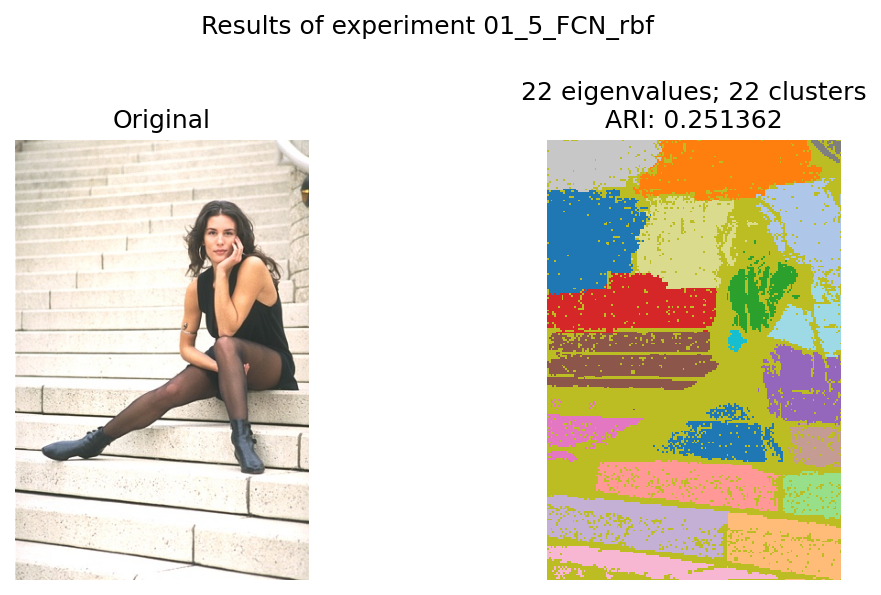 Results of experiment 01_5_FCN_rbf
Original
22 eigenvalues; 22 clusters
ARI: 0.251362